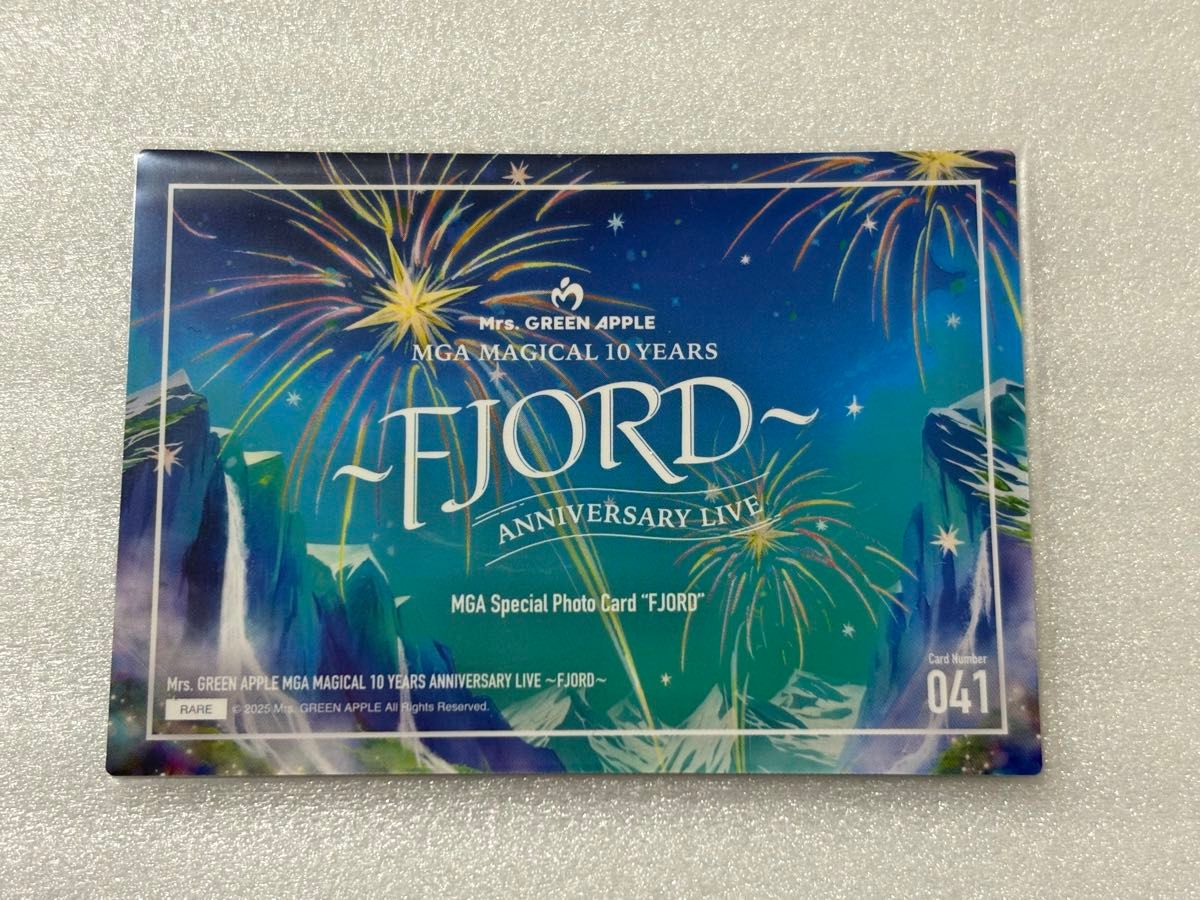 Mrs. GREEN APPLE
MGA MAGICAL 10 YEARS
~FJORD~
ANNIVERSARY LIVE
MGA Special Photo Card “FJORD”
Card Number
041
Mrs. GREEN APPLE MGA MAGICAL 10 YEARS ANNIVERSARY LIVE ~FJORD~
RARE © 2025 Mrs. GREEN APPLE All Rights Reserved.